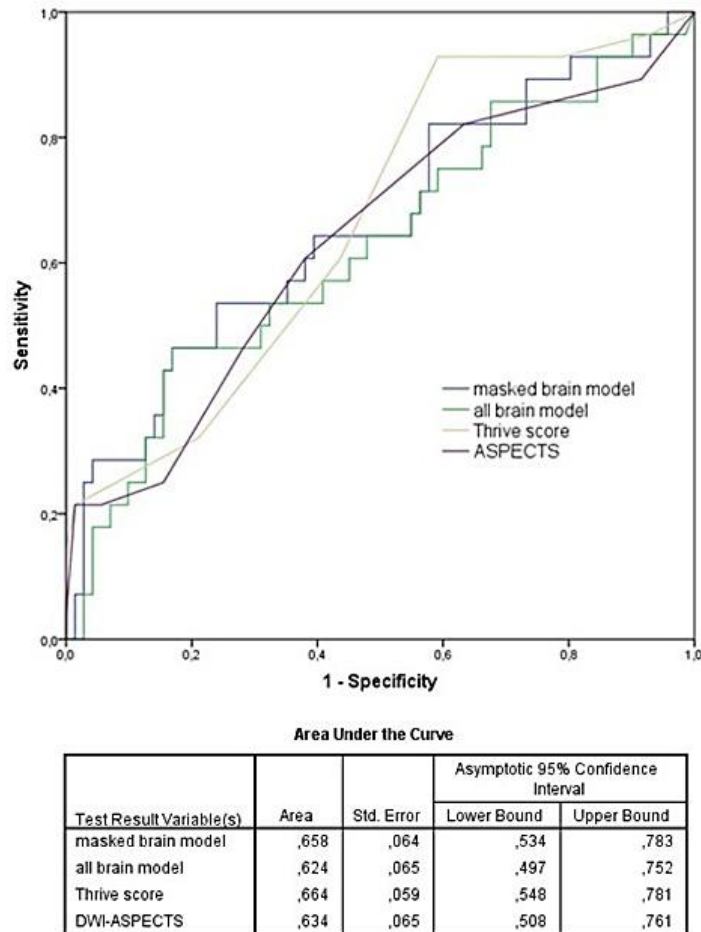 1,0
0,8
0,6
0,4
0,2
0,0
Sensitivity
masked brain model
all brain model
Thrive score
ASPECTS
0,0 0,2 0,4 0,6 0,8 1,0
1 - Specificity
Area Under the Curve
Test Result Variable(s) Area Std. Error Asymptotic 95% Confidence Interval
Lower Bound Upper Bound
masked brain model ,658 ,064 ,534 ,783
all brain model ,624 ,065 ,497 ,752
Thrive score ,664 ,059 ,548 ,781
DWI-ASPECTS ,634 ,065 ,508 ,761